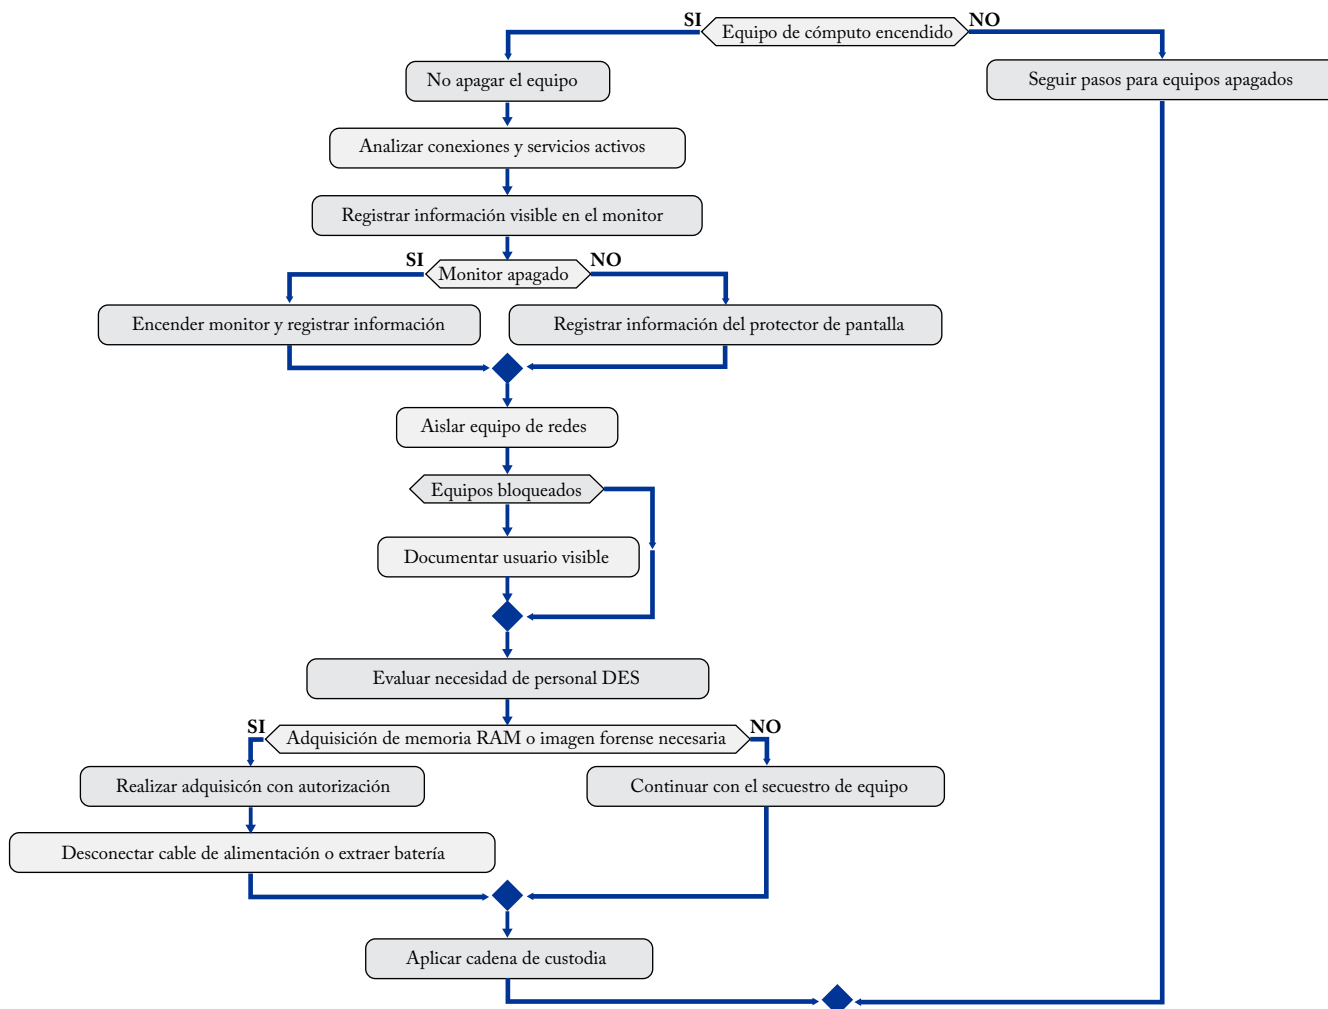 SI
Equipo de cómputo encendido
NO
No apagar el equipo
Seguir pasos para equipos apagados
Analizar conexiones y servicios activos
Registrar información visible en el monitor
SI
Monitor apagado
NO
Encender monitor y registrar información
Registrar información del protector de pantalla
Aislar equipo de redes
Equipos bloqueados
Documentar usuario visible
Evaluar necesidad de personal DES
SI
Adquisición de memoria RAM o imagen forense necesaria
NO
Realizar adquisicón con autorización
Continuar con el secuestro de equipo
Desconectar cable de alimentación o extraer batería
Aplicar cadena de custodia